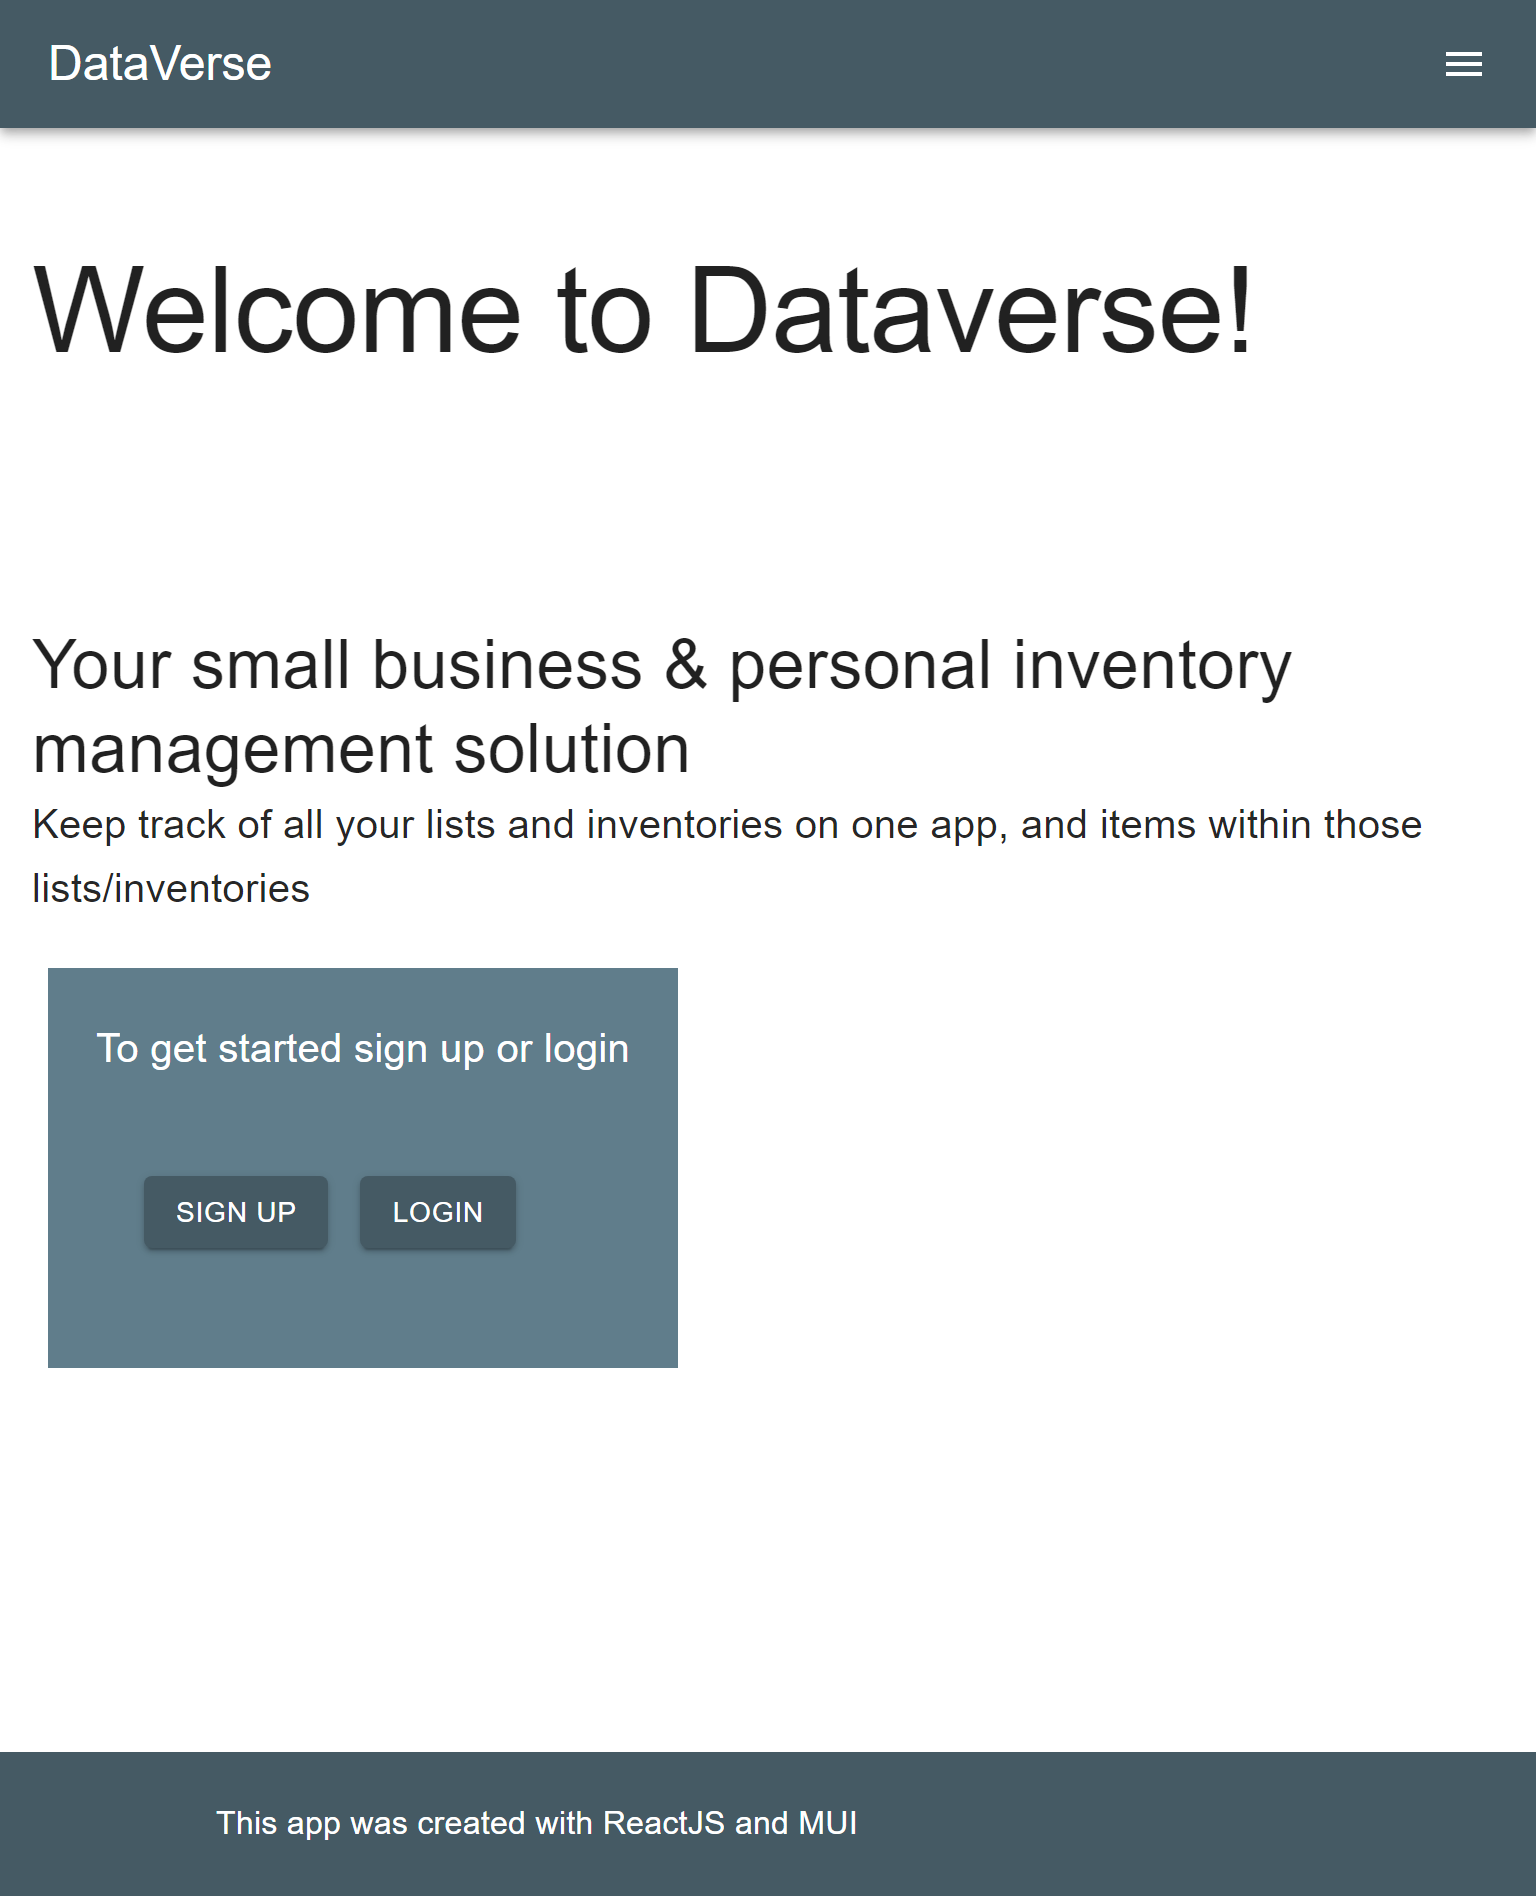 DataVerse
Welcome to Dataverse!
Your small business & personal inventory
management solution
Keep track of all your lists and inventories on one app, and items within those
lists/inventories
To get started sign up or login
SIGN UP LOGIN
This app was created with ReactJS and MUI